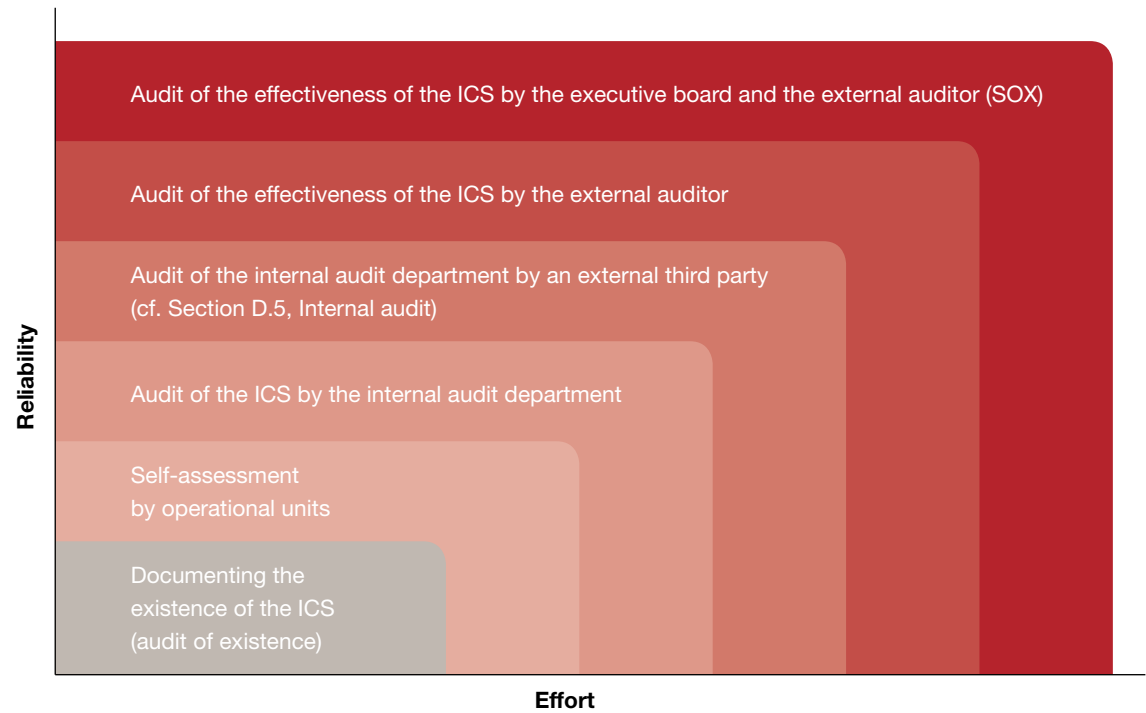 Audit of the effectiveness of the ICS by the executive board and the external auditor (SOX)
Audit of the effectiveness of the ICS by the external auditor
Audit of the internal audit department by an external third party
(cf. Section D.5, Internal audit)
Audit of the ICS by the internal audit department
Self-assessment
by operational units
Documenting the
existence of the ICS
(audit of existence)
Reliability
Effort